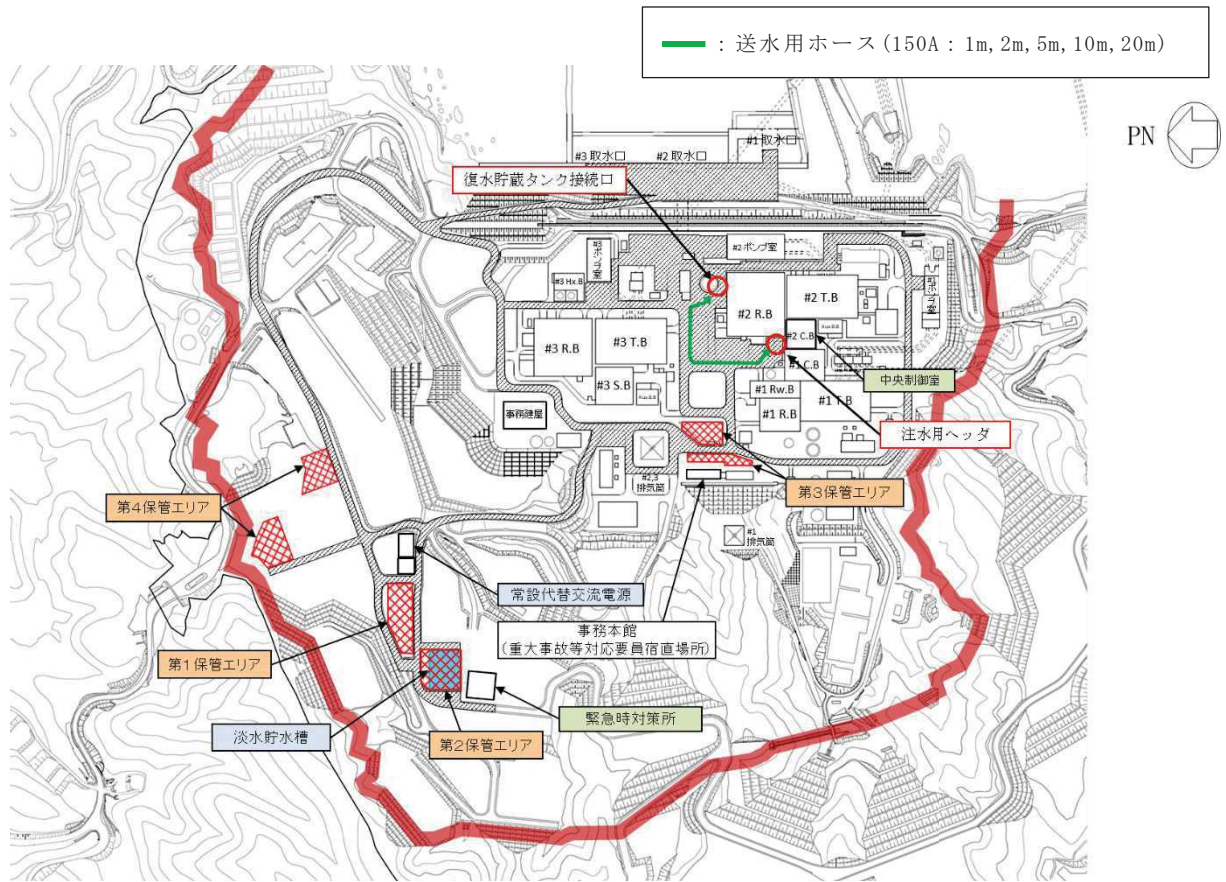 : 送水用ホース(150A : 1m, 2m, 5m, 10m, 20m)
PN
#1 取水口
#3 取水口
#2 取水口
復水貯蔵タンク接続口
#3 ポンプ室
#2 ポンプ室
#3 Hx.B
#2 R.B
#2 T.B
#3 R.B
#3 T.B
#2 C.B
#1 C.B
中央制御室
#3 S.B
#1 Rw.B
#1 R.B
#1 T.B
事務建屋
注水用ヘッダ
#2,3
排気筒
第3保管エリア
第4保管エリア
#1
排気筒
常設代替交流電源
事務本館
(重大事故等対応要員宿直場所)
第1保管エリア
緊急時対策所
淡水貯水槽
第2保管エリア